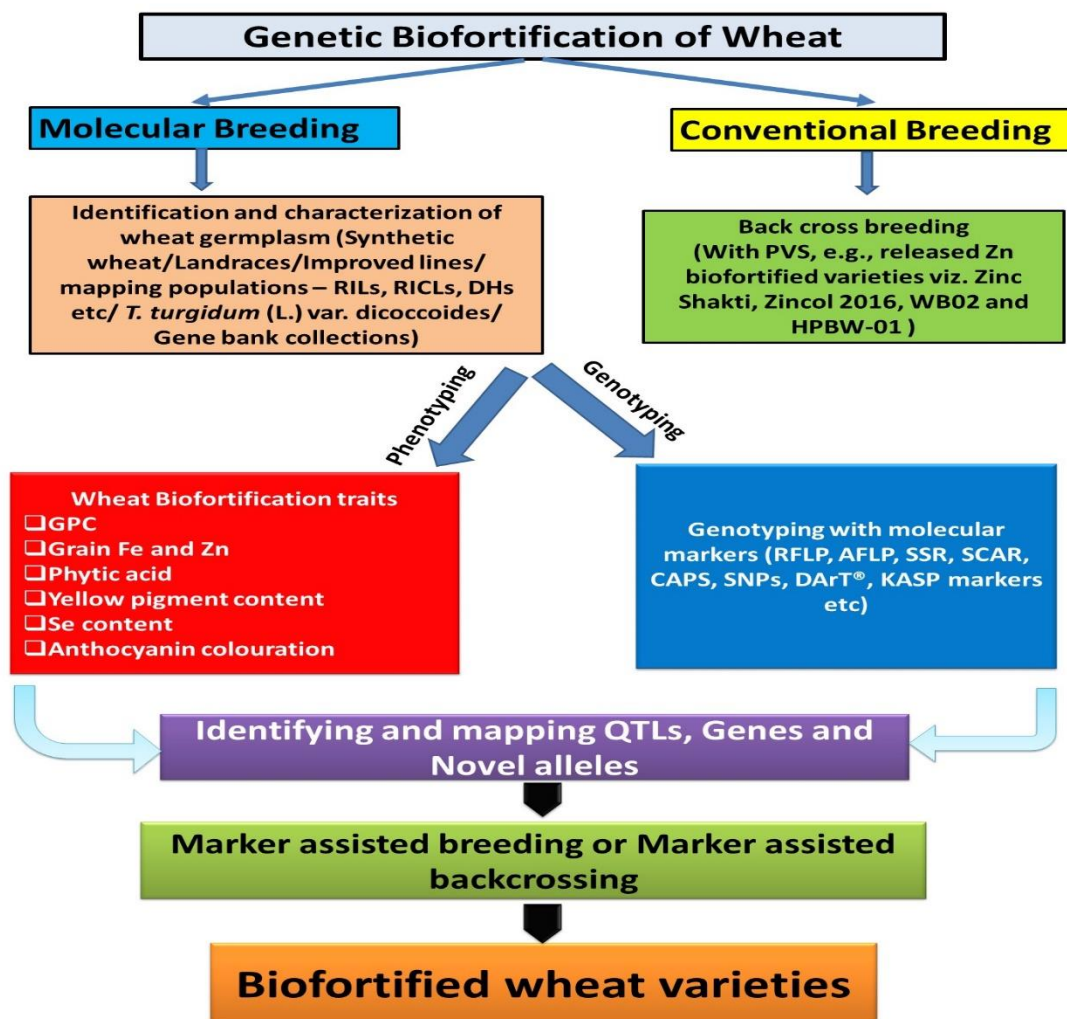 Genetic Biofortification of Wheat
Molecular Breeding
Conventional Breeding
Identification and characterization of
wheat germplasm (Synthetic
wheat/Landraces/Improved lines/
mapping populations – RILs, RICLs, DHs
etc/ T. turgidum (L.) var. dicoccoides/
Gene bank collections)
Back cross breeding
(With PVS, e.g., released Zn
biofortified varieties viz. Zinc
Shakti, Zincol 2016, WB02 and
HPBW-01 )
Phenotyping
Genotyping
Wheat Biofortification traits
❑GPC
❑Grain Fe and Zn
❑Phytic acid
❑Yellow pigment content
❑Se content
❑Anthocyanin colouration
Genotyping with molecular
markers (RFLP, AFLP, SSR, SCAR,
CAPS, SNPs, DArT®, KASP markers
etc)
Identifying and mapping QTLs, Genes and
Novel alleles
Marker assisted breeding or Marker assisted
backcrossing
Biofortified wheat varieties